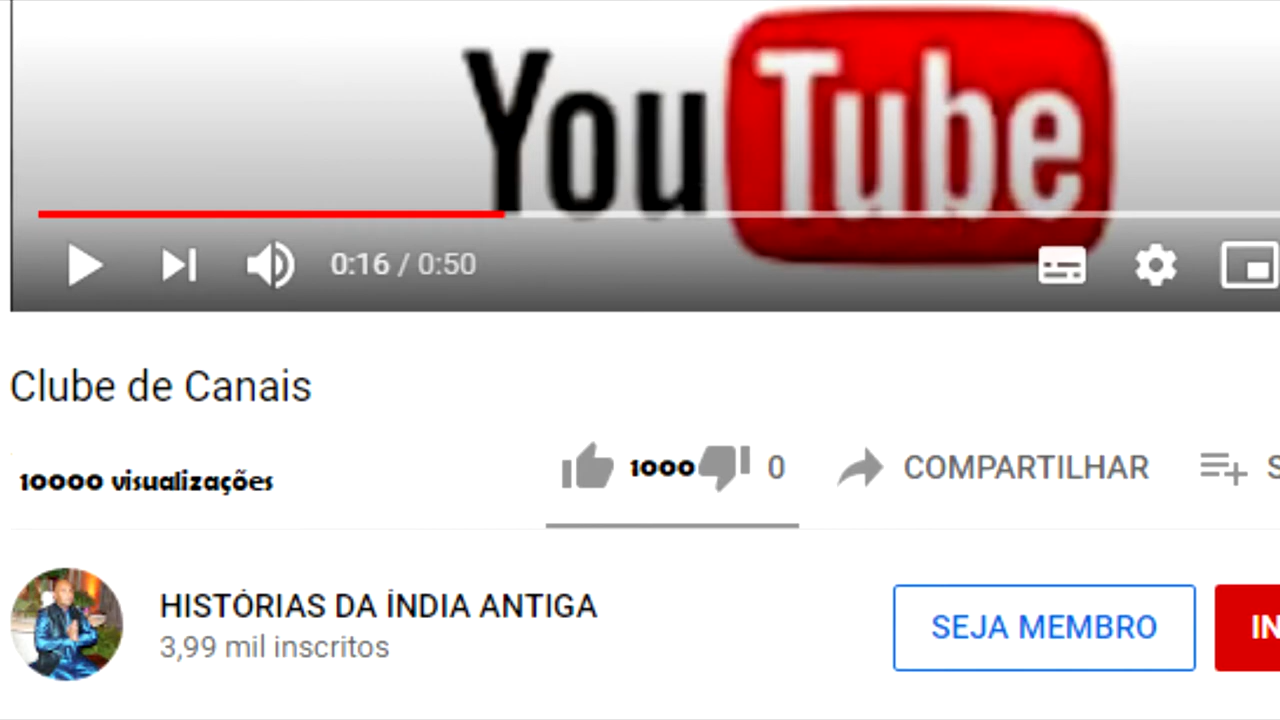 YouTube
0:16 / 0:50
Clube de Canais
10000 visualizações
1000 0 COMPARTILHAR S
HISTÓRIAS DA ÍNDIA ANTIGA
3,99 mil inscritos
SEJA MEMBRO IN